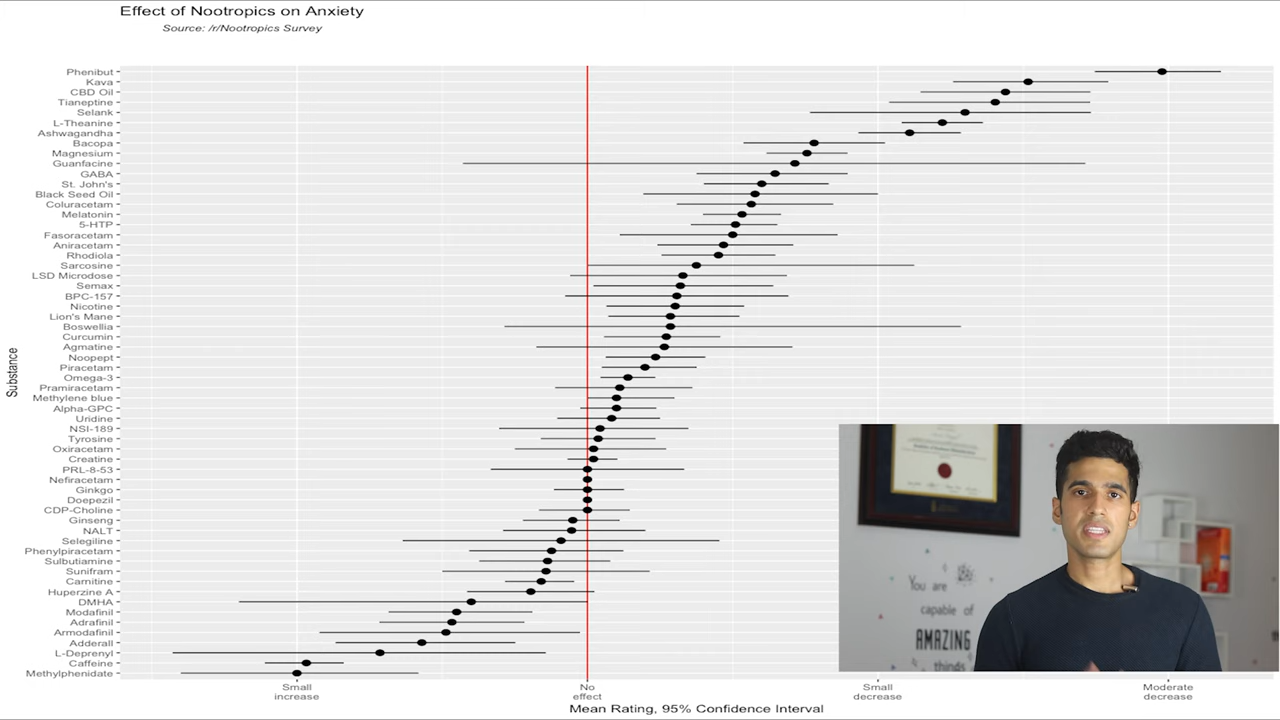 Effect of Nootropics on Anxiety
Source: /r/Nootropics Survey
Substance
Phenibut
Kava
CBD Oil
Tianeptine
Selank
L-Theanine
Ashwagandha
Bacopa
Magnesium
Guanfacine
GABA
St. John's
Black Seed Oil
Coluracetam
Melatonin
5-HTP
Fasoracetam
Aniracetam
Rhodiola
Sarcosine
LSD Microdose
Semax
BPC-157
Nicotine
Lion's Mane
Boswellia
Curcumin
Agmatine
Noopept
Piracetam
Omega-3
Pramiracetam
Methylene blue
Alpha-GPC
Uridine
NSI-189
Tyrosine
Oxiracetam
Creatine
PRL-8-53
Nefiracetam
Ginkgo
Doepezil
CDP-Choline
Ginseng
NALT
Selegiline
Phenylpiracetam
Sulbutiamine
Sunifram
Carnitine
Huperzine A
DMHA
Modafinil
Adrafinil
Armodafinil
Adderall
L-Deprenyl
Caffeine
Methylphenidate
Small increase
No effect
Small decrease
Moderate decrease
Mean Rating, 95% Confidence Interval
You are
capable of
AMAZING
things